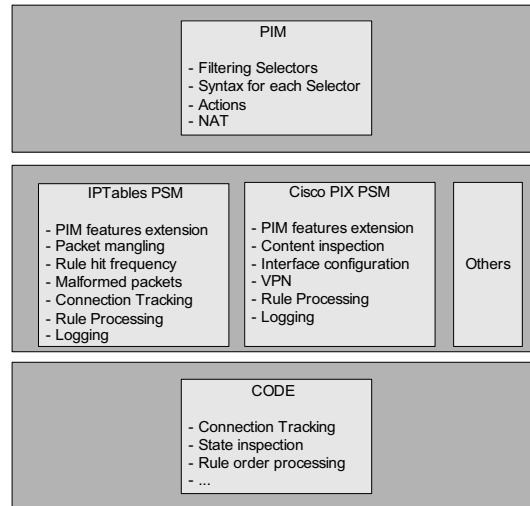 PIM
- Filtering Selectors
- Syntax for each Selector
- Actions
- NAT
IPTables PSM
- PIM features extension
- Packet mangling
- Rule hit frequency
- Malformed packets
- Connection Tracking
- Rule Processing
- Logging
Cisco PIX PSM
- PIM features extension
- Content inspection
- Interface configuration
- VPN
- Rule Processing
- Logging
Others
CODE
- Connection Tracking
- State inspection
- Rule order processing
- ...